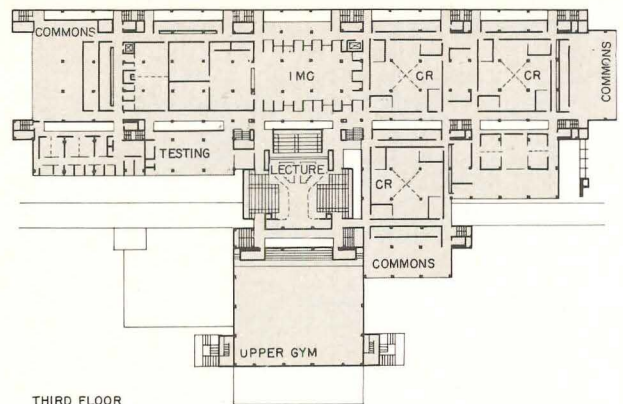 COMMONS
IMC
CR
CR
COMMONS
TESTING
LECTURE
CR
COMMONS
UPPER GYM
THIRD FLOOR